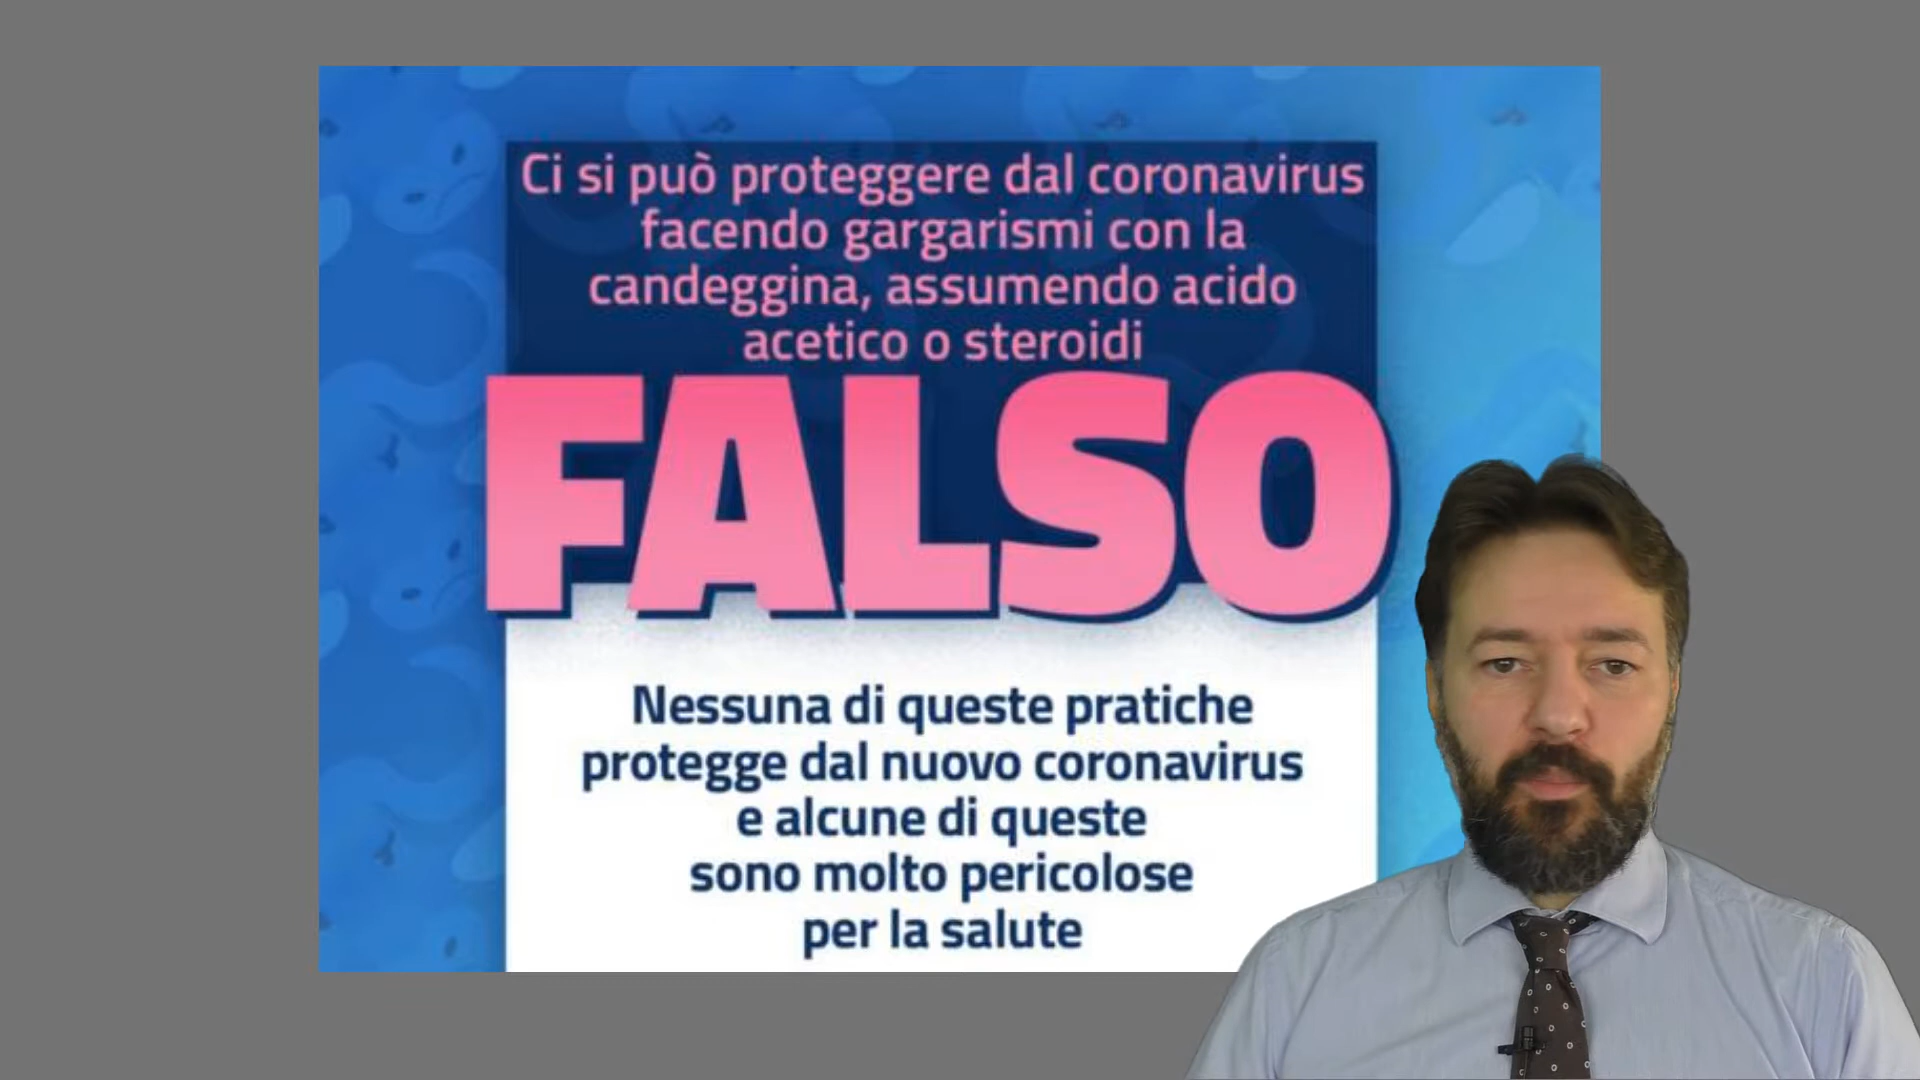 Ci si può proteggere dal coronavirus
facendo gargarismi con la
candeggina, assumendo acido
acetico o steroidi
FALSO
Nessuna di queste pratiche
protegge dal nuovo coronavirus
e alcune di queste
sono molto pericolose
per la salute